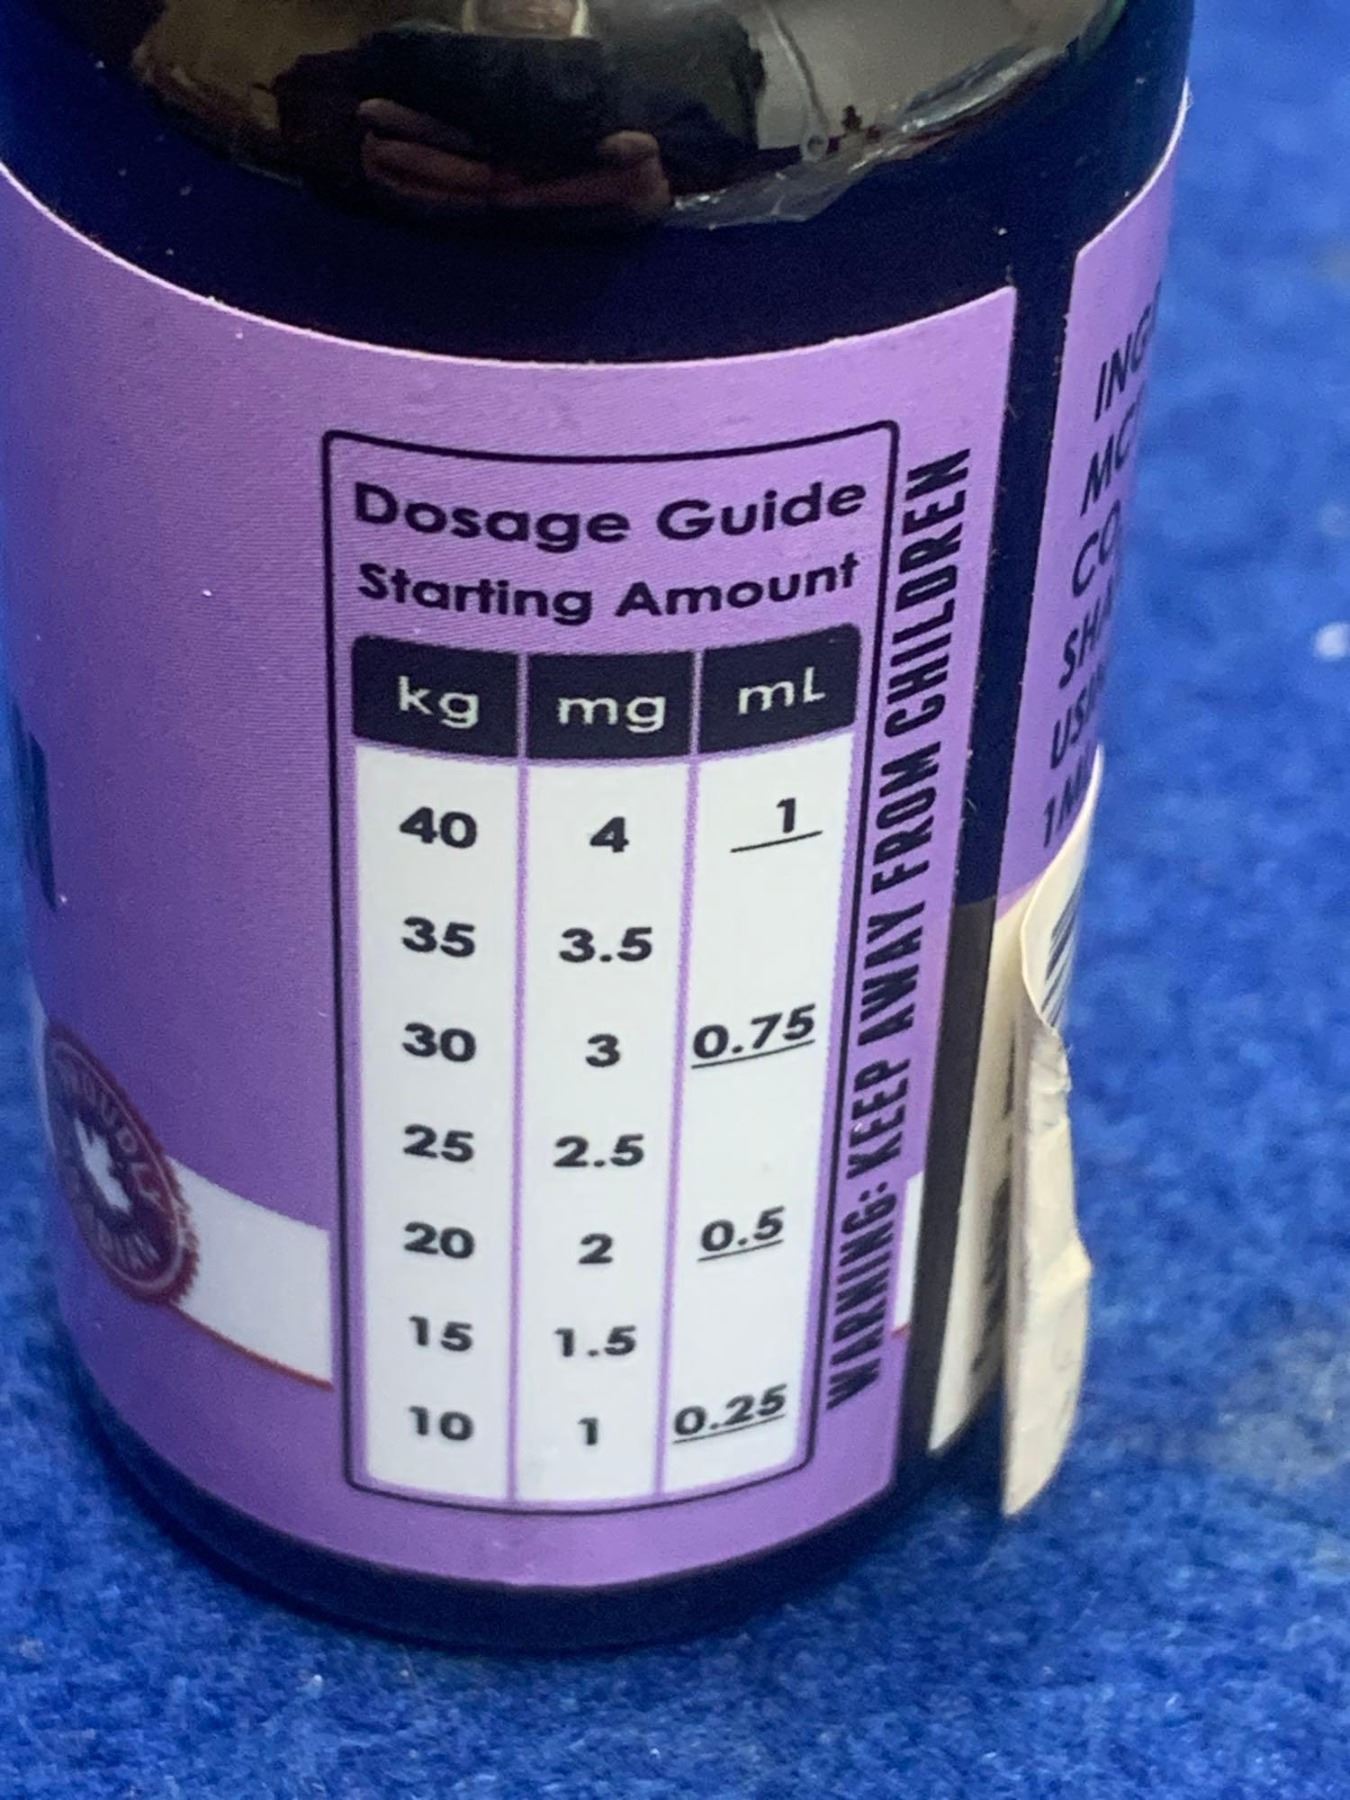 Dosage Guide
Starting Amount
kg mg mL
40 4 1
35 3.5
30 3 0.75
25 2.5
20 2 0.5
15 1.5
10 1 0.25
WARNING: KEEP AWAY FROM CHILDREN